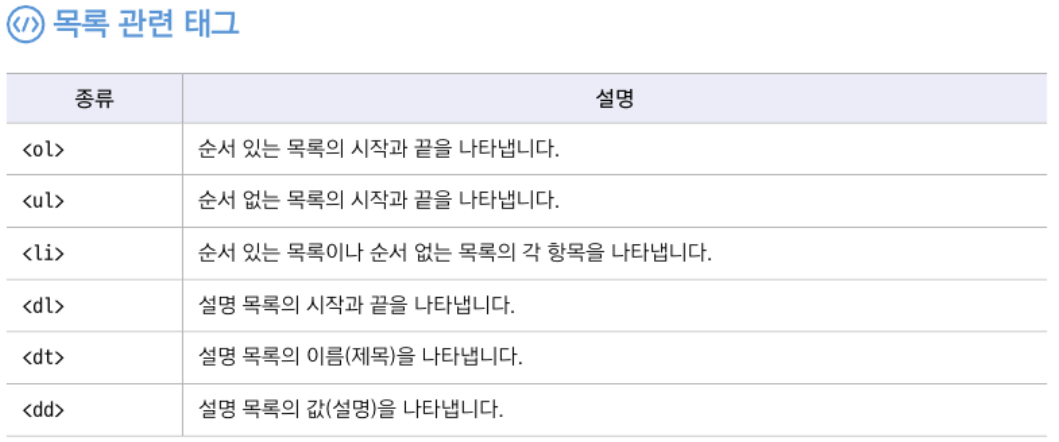 </> 목록 관련 태그
종류 설명
<ol> 순서 있는 목록의 시작과 끝을 나타냅니다.
<ul> 순서 없는 목록의 시작과 끝을 나타냅니다.
<li> 순서 있는 목록이나 순서 없는 목록의 각 항목을 나타냅니다.
<dl> 설명 목록의 시작과 끝을 나타냅니다.
<dt> 설명 목록의 이름(제목)을 나타냅니다.
<dd> 설명 목록의 값(설명)을 나타냅니다.